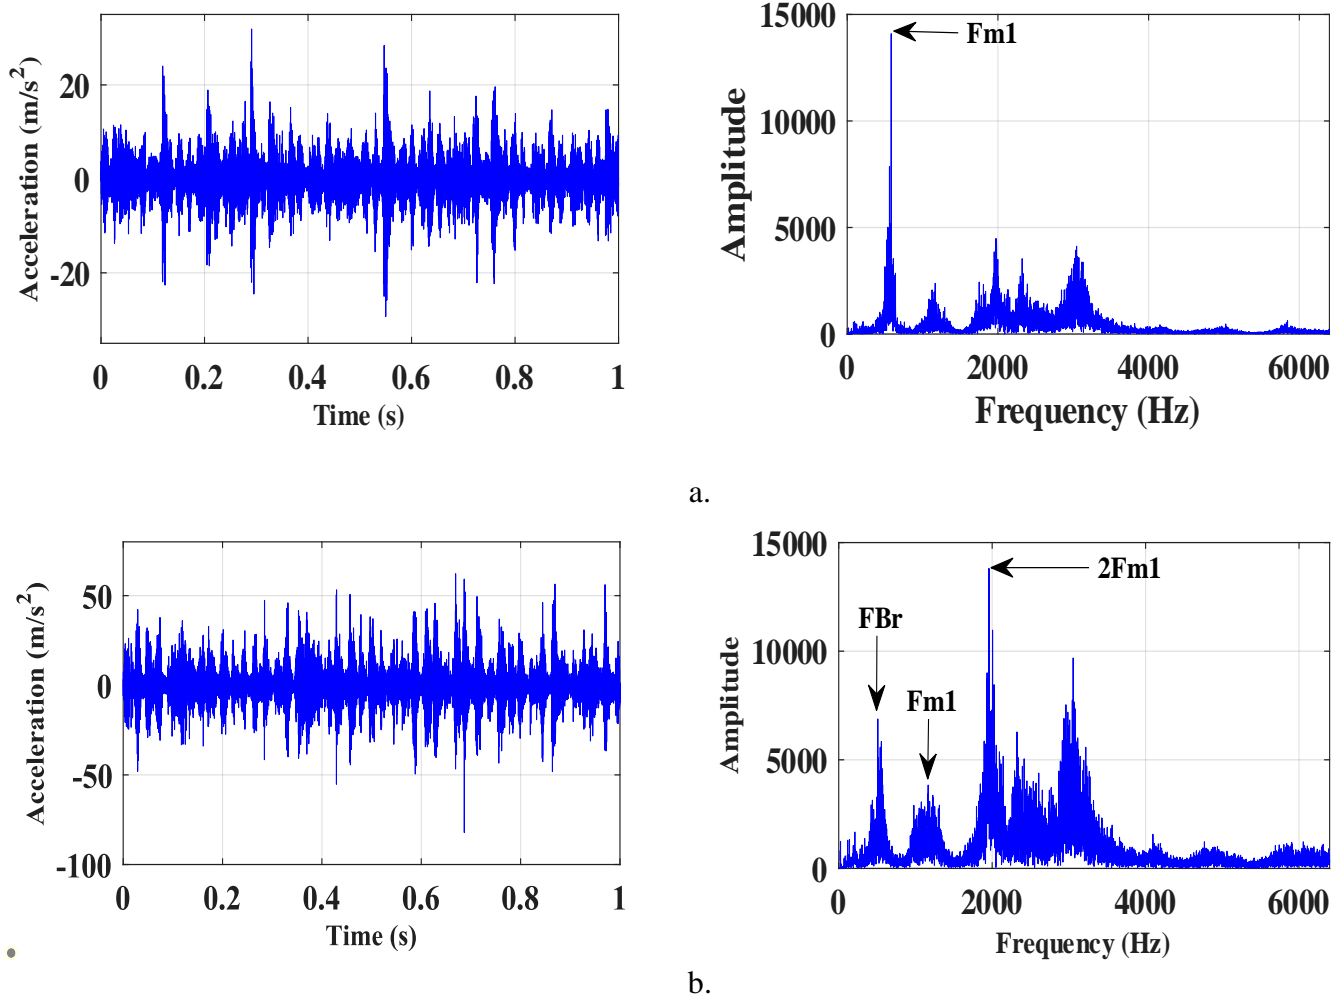 Acceleration (m/s²)
20
0
-20
0 0.2 0.4 0.6 0.8 1
Time (s)
Amplitude
15000
10000
5000
0
Fm1
0 2000 4000 6000
Frequency (Hz)
a.
Acceleration (m/s²)
50
0
-50
-100
0 0.2 0.4 0.6 0.8 1
Time (s)
Amplitude
15000
10000
5000
0
2Fm1
FBr
Fm1
0 2000 4000 6000
Frequency (Hz)
b.